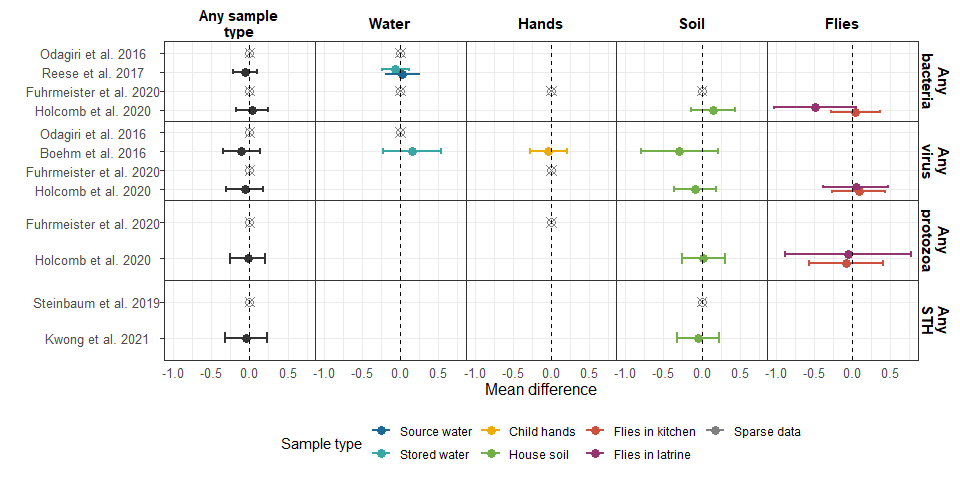 Any sample
type
Water
Hands
Soil
Flies
Odagiri et al. 2016
Reese et al. 2017
Fuhrmeister et al. 2020
Holcomb et al. 2020
Any
bacteria
Odagiri et al. 2016
Boehm et al. 2016
Fuhrmeister et al. 2020
Holcomb et al. 2020
Any
virus
Fuhrmeister et al. 2020
Holcomb et al. 2020
Any
protozoa
Steinbaum et al. 2019
Kwong et al. 2021
Any
STH
-1.0 -0.5 0.0 0.5 -1.0 -0.5 0.0 0.5 -1.0 -0.5 0.0 0.5 -1.0 -0.5 0.0 0.5 -1.0 -0.5 0.0 0.5
Mean difference
Sample type
Source water Child hands Flies in kitchen Sparse data
Stored water House soil Flies in latrine